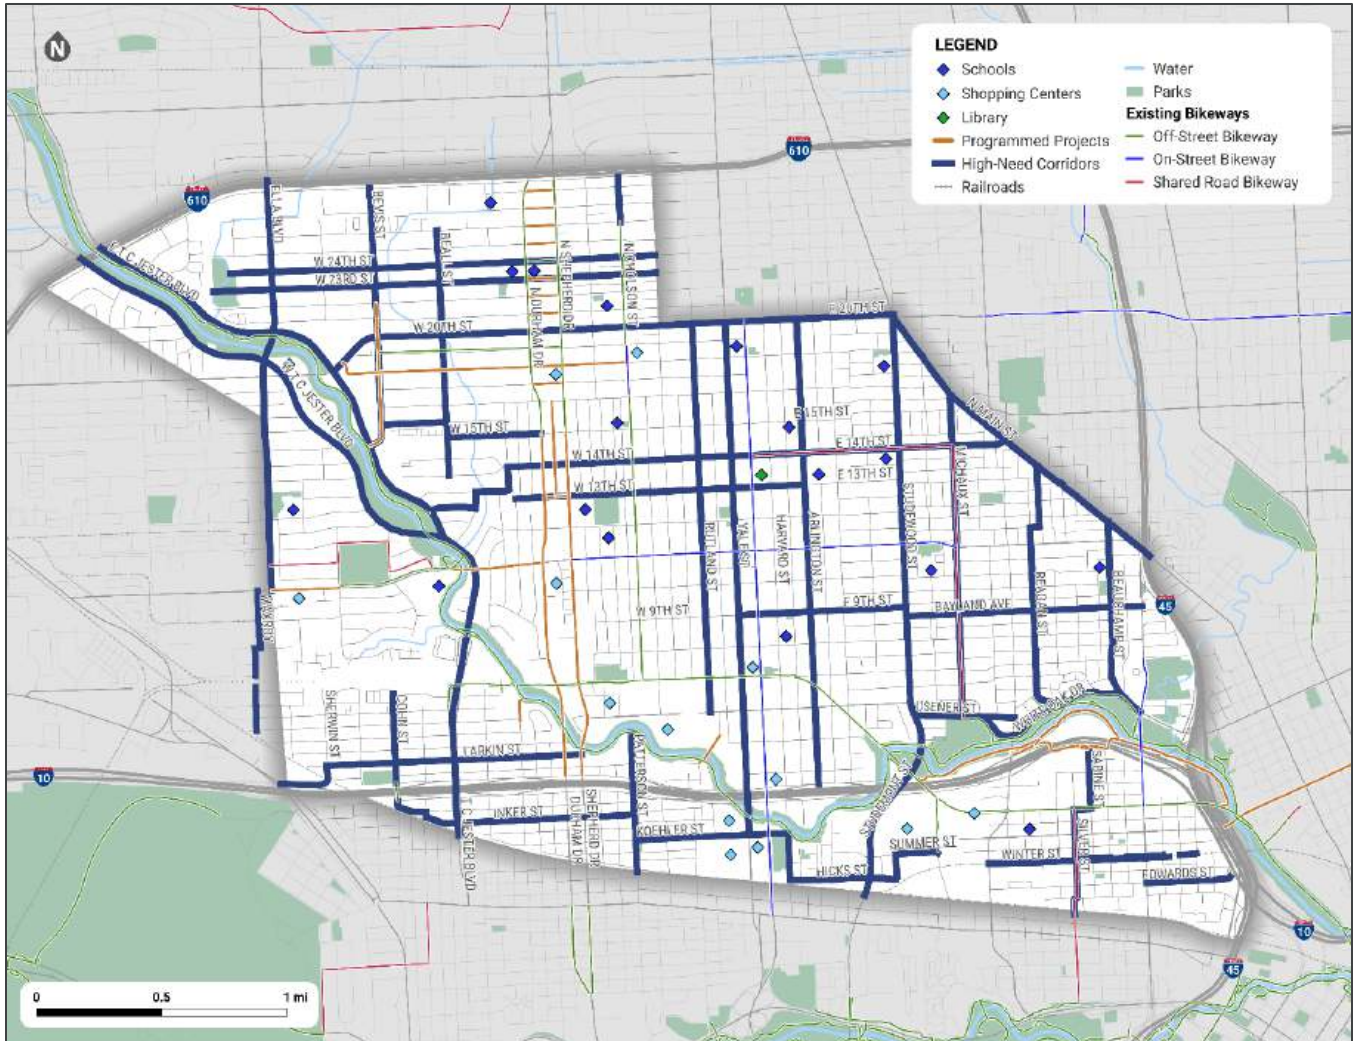 N
LEGEND
Schools
Shopping Centers
Library
Programmed Projects
High-Need Corridors
Railroads
Water
Parks
Existing Bikeways
Off-Street Bikeway
On-Street Bikeway
Shared Road Bikeway
610
610
ELLA BLVD
BEVIS ST
BEALL ST
N SHEPHERD DR
N DURHAM DR
NICHOLSON ST
W 24TH ST
W 23RD ST
E T C JESTER BLVD
W 20TH ST
E 20TH ST
W T C JESTER BLVD
N MAIN ST
W 15TH ST
E 15TH ST
W 14TH ST
E 14TH ST
W 13TH ST
E 13TH ST
MICHAUX ST
STUDEWOOD ST
RUTLAND ST
YALE ST
HARVARD ST
ARLINGTON ST
REAGAN ST
BEAUCHAMP ST
W 9TH ST
E 9TH ST
BAYLAND AVE
45
SHERWIN ST
COHN ST
USENER ST
LARKIN ST
PATTERSON ST
10
SABINE ST
INKER ST
KOEHLER ST
SHEPHERD DR
DURHAM DR
T C JESTER BLVD
STUDEMONT ST
SUMMER ST
SILVER ST
WINTER ST
HICKS ST
EDWARDS ST
10
45
0 0.5 1 mi